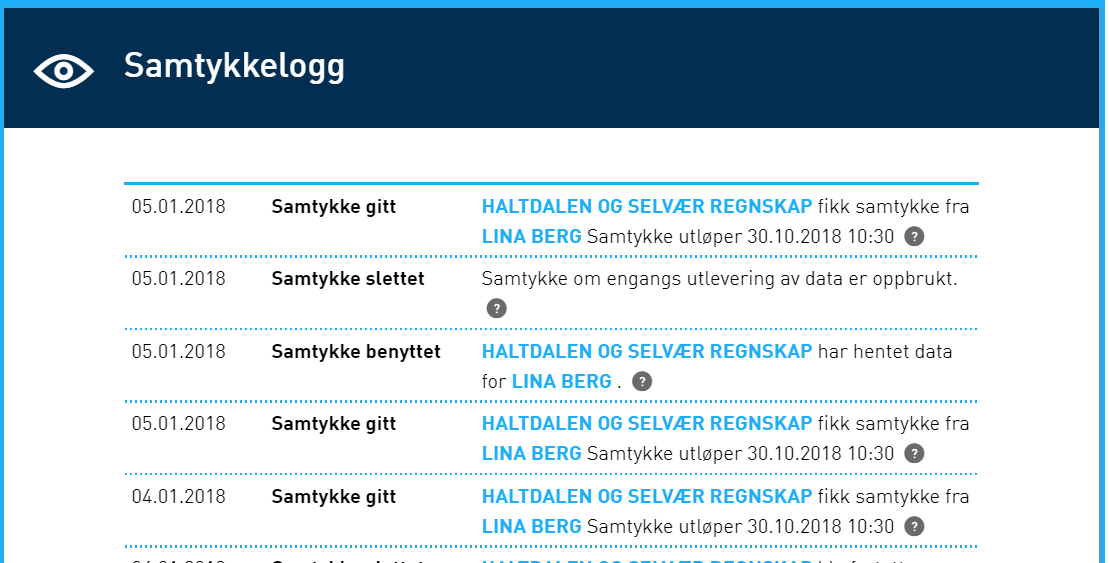 Samtykkelogg
05.01.2018 Samtykke gitt HALTDALEN OG SELVÆR REGNSKAP fikk samtykke fra
LINA BERG Samtykke utløper 30.10.2018 10:30 ?
05.01.2018 Samtykke slettet Samtykke om engangs utlevering av data er oppbrukt.
?
05.01.2018 Samtykke benyttet HALTDALEN OG SELVÆR REGNSKAP har hentet data
for LINA BERG . ?
05.01.2018 Samtykke gitt HALTDALEN OG SELVÆR REGNSKAP fikk samtykke fra
LINA BERG Samtykke utløper 30.10.2018 10:30 ?
04.01.2018 Samtykke gitt HALTDALEN OG SELVÆR REGNSKAP fikk samtykke fra
LINA BERG Samtykke utløper 30.10.2018 10:30 ?